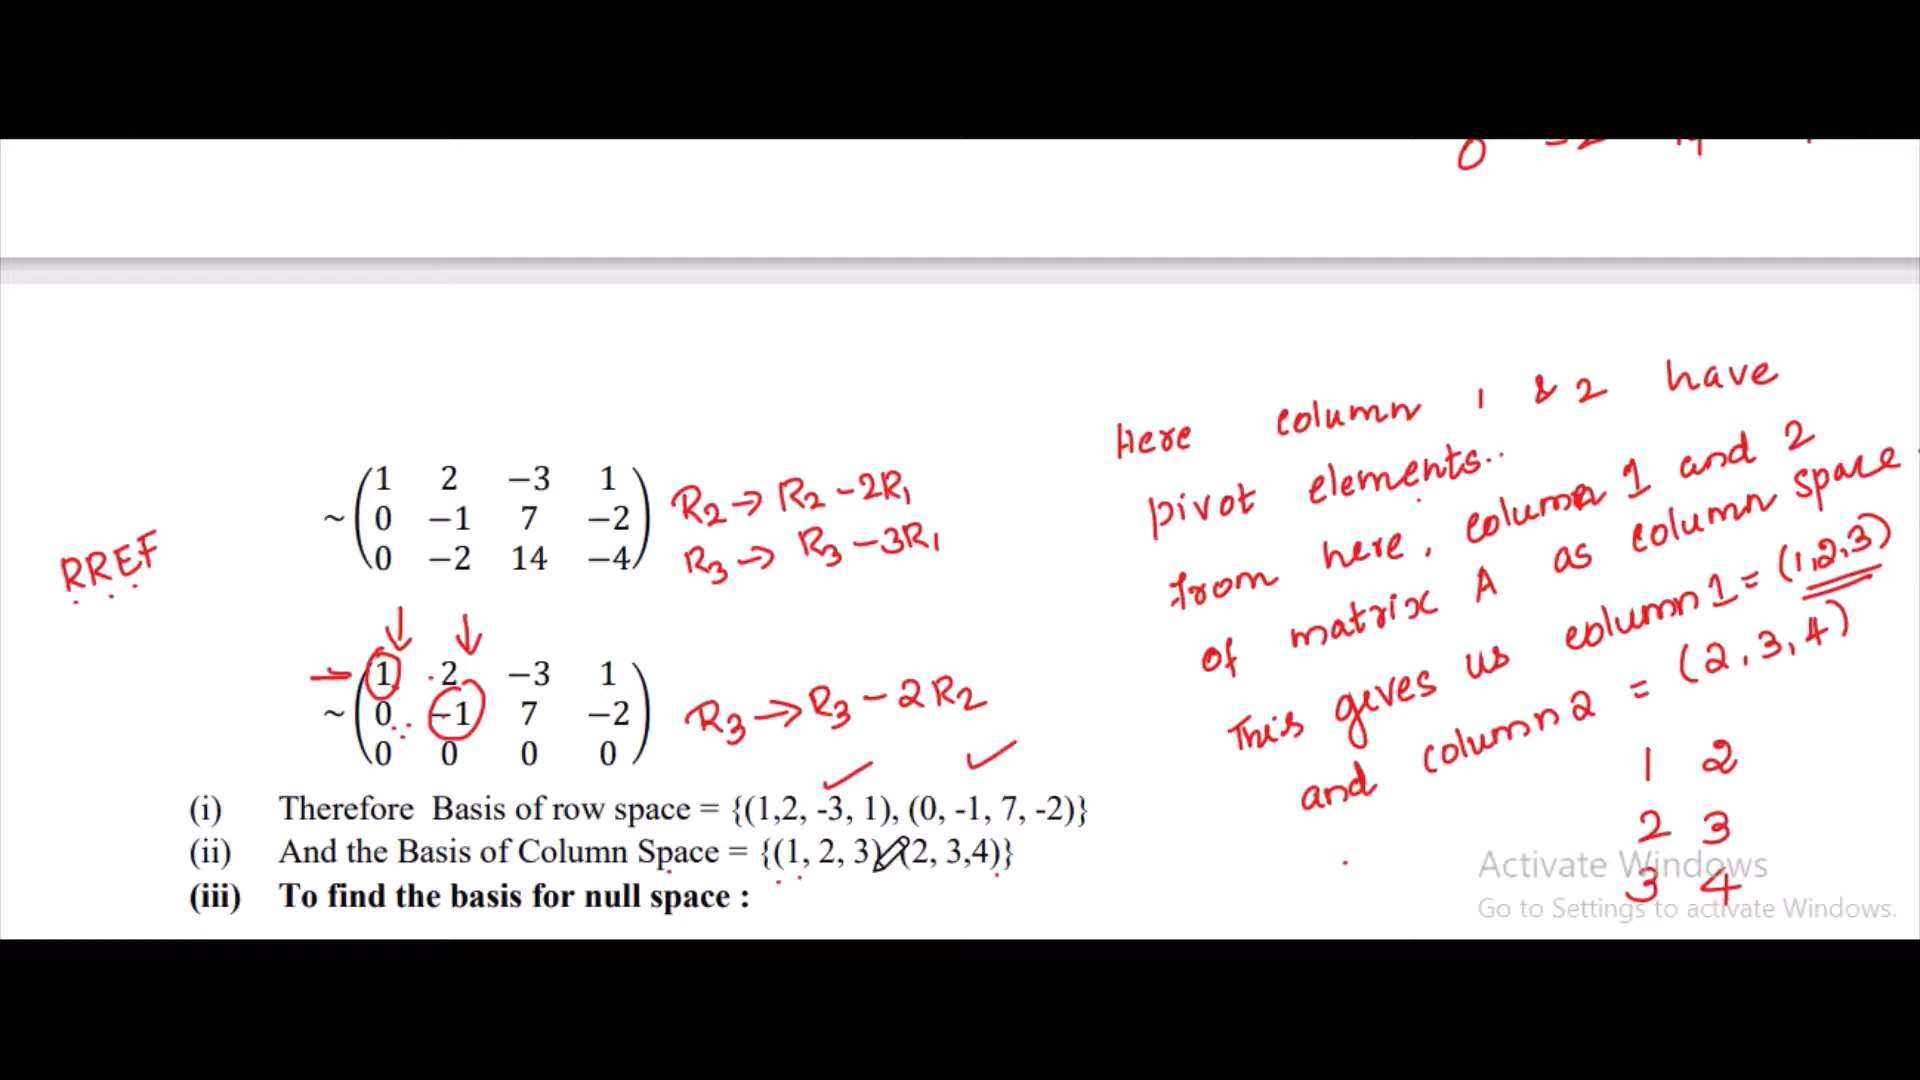 0 -2
~ (1 2 −3 1
0 −1 7 −2
0 −2 14 −4)
R2 → R2 - 2R1
R3 → R3 - 3R1
RREF
~ (1 2 −3 1
0 −1 7 −2
0 0 0 0)
R3 → R3 - 2R2
(i) Therefore Basis of row space = {(1,2, -3, 1), (0, -1, 7, -2)}
(ii) And the Basis of Column Space = {(1, 2, 3) (2, 3,4)}
(iii) To find the basis for null space :
Here column 1 & 2 have
pivot elements..
from here, column 1 and 2
of matrix A as column space
This gives us column 1 = (1,2,3)
and column 2 = (2, 3, 4)
1 2
2 3
3 4
Activate Windows
Go to Settings to activate Windows.